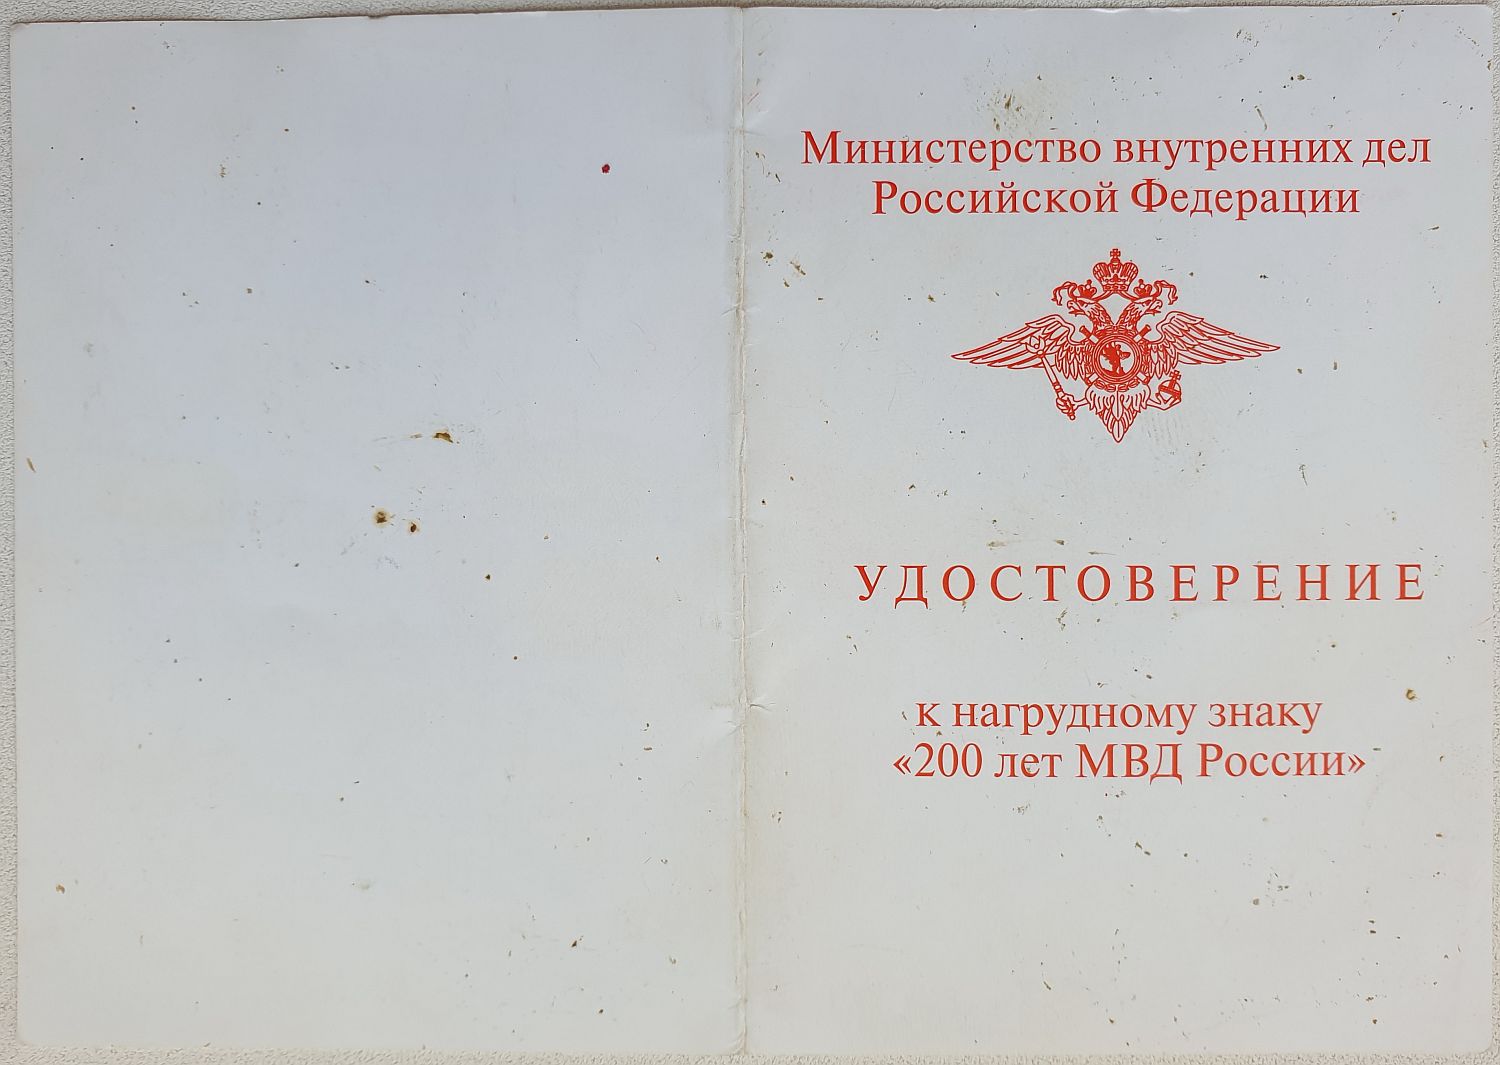 Министерство внутренних дел
Российской Федерации
УДОСТОВЕРЕНИЕ
к нагрудному знаку
«200 лет МВД России»